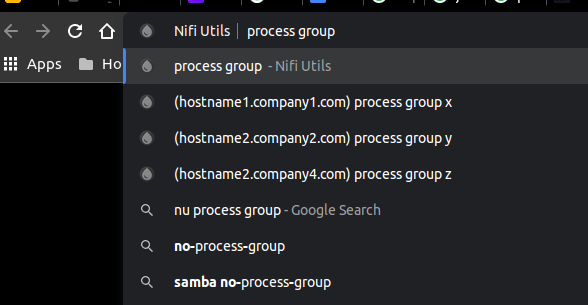 Nifi Utils | process group
process group - Nifi Utils
Apps
Ho
(hostname1.company1.com) process group x
(hostname2.company2.com) process group y
(hostname2.company4.com) process group z
nu process group - Google Search
no-process-group
samba no-process-group